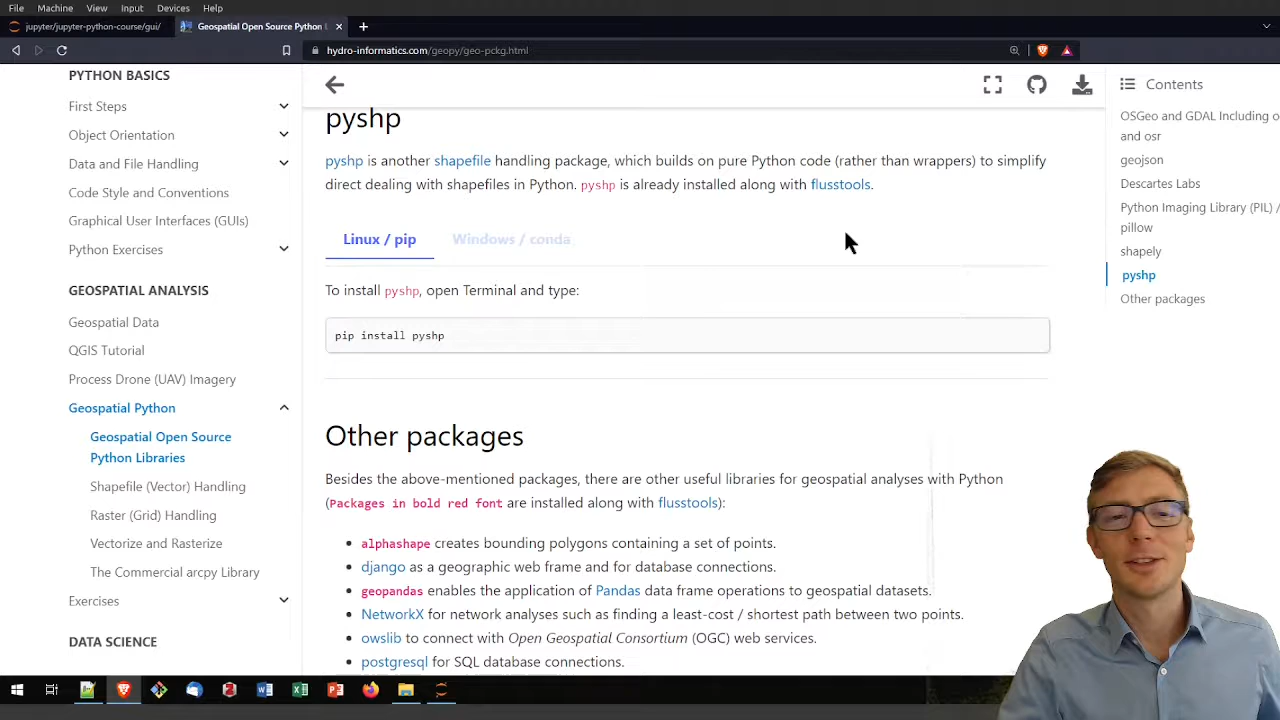 File Machine View Input Devices Help
jupyter/jupyter-python-course/gui/
Geospatial Open Source Python
hydro-informatics.com/geopy/geo-pckg.html
PYTHON BASICS
First Steps
Object Orientation
Data and File Handling
Code Style and Conventions
Graphical User Interfaces (GUIs)
Python Exercises
GEOSPATIAL ANALYSIS
Geospatial Data
QGIS Tutorial
Process Drone (UAV) Imagery
Geospatial Python
Geospatial Open Source
Python Libraries
Shapefile (Vector) Handling
Raster (Grid) Handling
Vectorize and Rasterize
The Commercial arcpy Library
Exercises
DATA SCIENCE
pyshp
pyshp is another shapefile handling package, which builds on pure Python code (rather than wrappers) to simplify
direct dealing with shapefiles in Python. pyshp is already installed along with flusstools.
Linux / pip Windows / conda
To install pyshp, open Terminal and type:
pip install pyshp
Other packages
Besides the above-mentioned packages, there are other useful libraries for geospatial analyses with Python
(Packages in bold red font are installed along with flusstools):
• alphashape creates bounding polygons containing a set of points.
• django as a geographic web frame and for database connections.
• geopandas enables the application of Pandas data frame operations to geospatial datasets.
• NetworkX for network analyses such as finding a least-cost / shortest path between two points.
• owslib to connect with Open Geospatial Consortium (OGC) web services.
• postgresql for SQL database connections.
Contents
OSGeo and GDAL Including o
and osr
geojson
Descartes Labs
Python Imaging Library (PIL) /
pillow
shapely
pyshp
Other packages